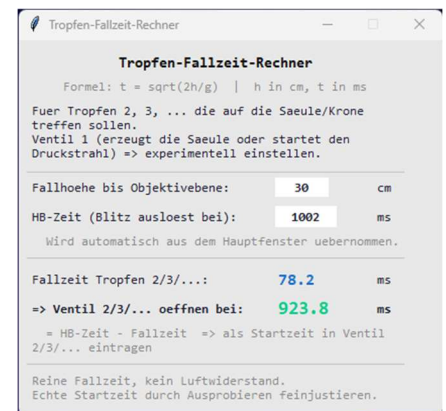 Tropfen-Fallzeit-Rechner
Tropfen-Fallzeit-Rechner
Formel: t = sqrt(2h/g) | h in cm, t in ms
Fuer Tropfen 2, 3, ... die auf die Saeule/Krone
treffen sollen.
Ventil 1 (erzeugt die Saeule oder startet den
Druckstrahl) => experimentell einstellen.
Fallhoehe bis Objektivebene: 30 cm
HB-Zeit (Blitz ausloest bei): 1002 ms
Wird automatisch aus dem Hauptfenster uebernommen.
Fallzeit Tropfen 2/3/...: 78.2 ms
=> Ventil 2/3/... oeffnen bei: 923.8 ms
= HB-Zeit - Fallzeit => als Startzeit in Ventil
2/3/... eintragen
Reine Fallzeit, kein Luftwiderstand.
Echte Startzeit durch Ausprobieren feinjustieren.